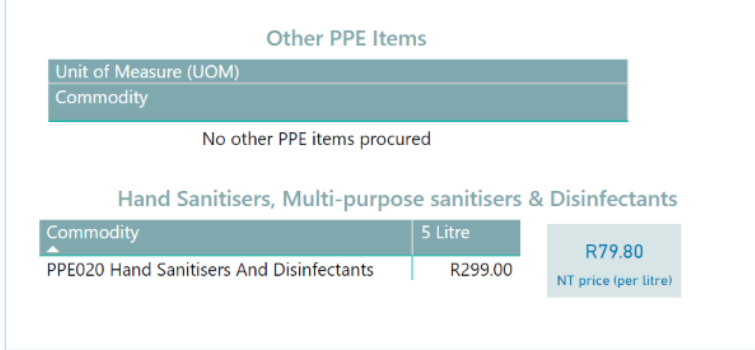 Other PPE Items
Unit of Measure (UOM)
Commodity
No other PPE items procured
Hand Sanitisers, Multi-purpose sanitisers & Disinfectants
Commodity 5 Litre
PPE020 Hand Sanitisers And Disinfectants R299.00
R79.80
NT price (per litre)